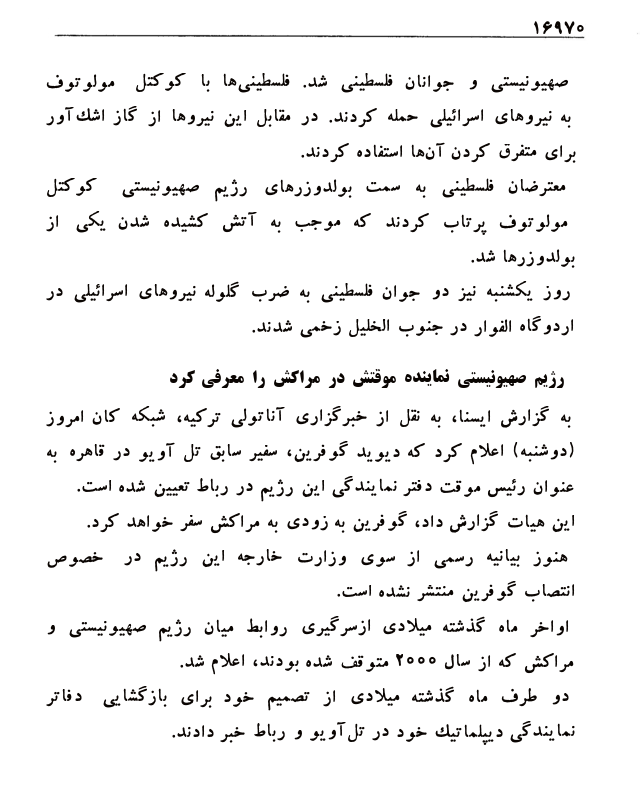 ۱۶۹۷۰
صهیونیستی و جوانان فلسطینی شد. فلسطینی‌ها با کوکتل مولوتوف
به نیروهای اسرائیلی حمله کردند. در مقابل این نیروها از گاز اشك‌آور
برای متفرق کردن آن‌ها استفاده کردند.
معترضان فلسطینی به سمت بولدوزرهای رژیم صهیونیستی کوکتل
مولوتوف پرتاب کردند که موجب به آتش کشیده شدن یکی از
بولدوزرها شد.
روز یکشنبه نیز دو جوان فلسطینی به ضرب گلوله نیروهای اسرائیلی در
اردوگاه الفوار در جنوب الخلیل زخمی شدند.
رژیم صهیونیستی نماینده موقتش در مراکش را معرفی کرد
به گزارش ایسنا، به نقل از خبرگزاری آناتولی ترکیه، شبکه کان امروز
(دوشنبه) اعلام کرد که دیوید گوفرین، سفیر سابق تل آویو در قاهره به
عنوان رئیس موقت دفتر نمایندگی این رژیم در رباط تعیین شده است.
این هیات گزارش داد، گوفرین به زودی به مراکش سفر خواهد کرد.
هنوز بیانیه رسمی از سوی وزارت خارجه این رژیم در خصوص
انتصاب گوفرین منتشر نشده است.
اواخر ماه گذشته میلادی ازسرگیری روابط میان رژیم صهیونیستی و
مراکش که از سال ۲۰۰۰ متوقف شده بودند، اعلام شد.
دو طرف ماه گذشته میلادی از تصمیم خود برای بازگشایی دفاتر
نمایندگی دیپلماتیك خود در تل‌آویو و رباط خبر دادند.